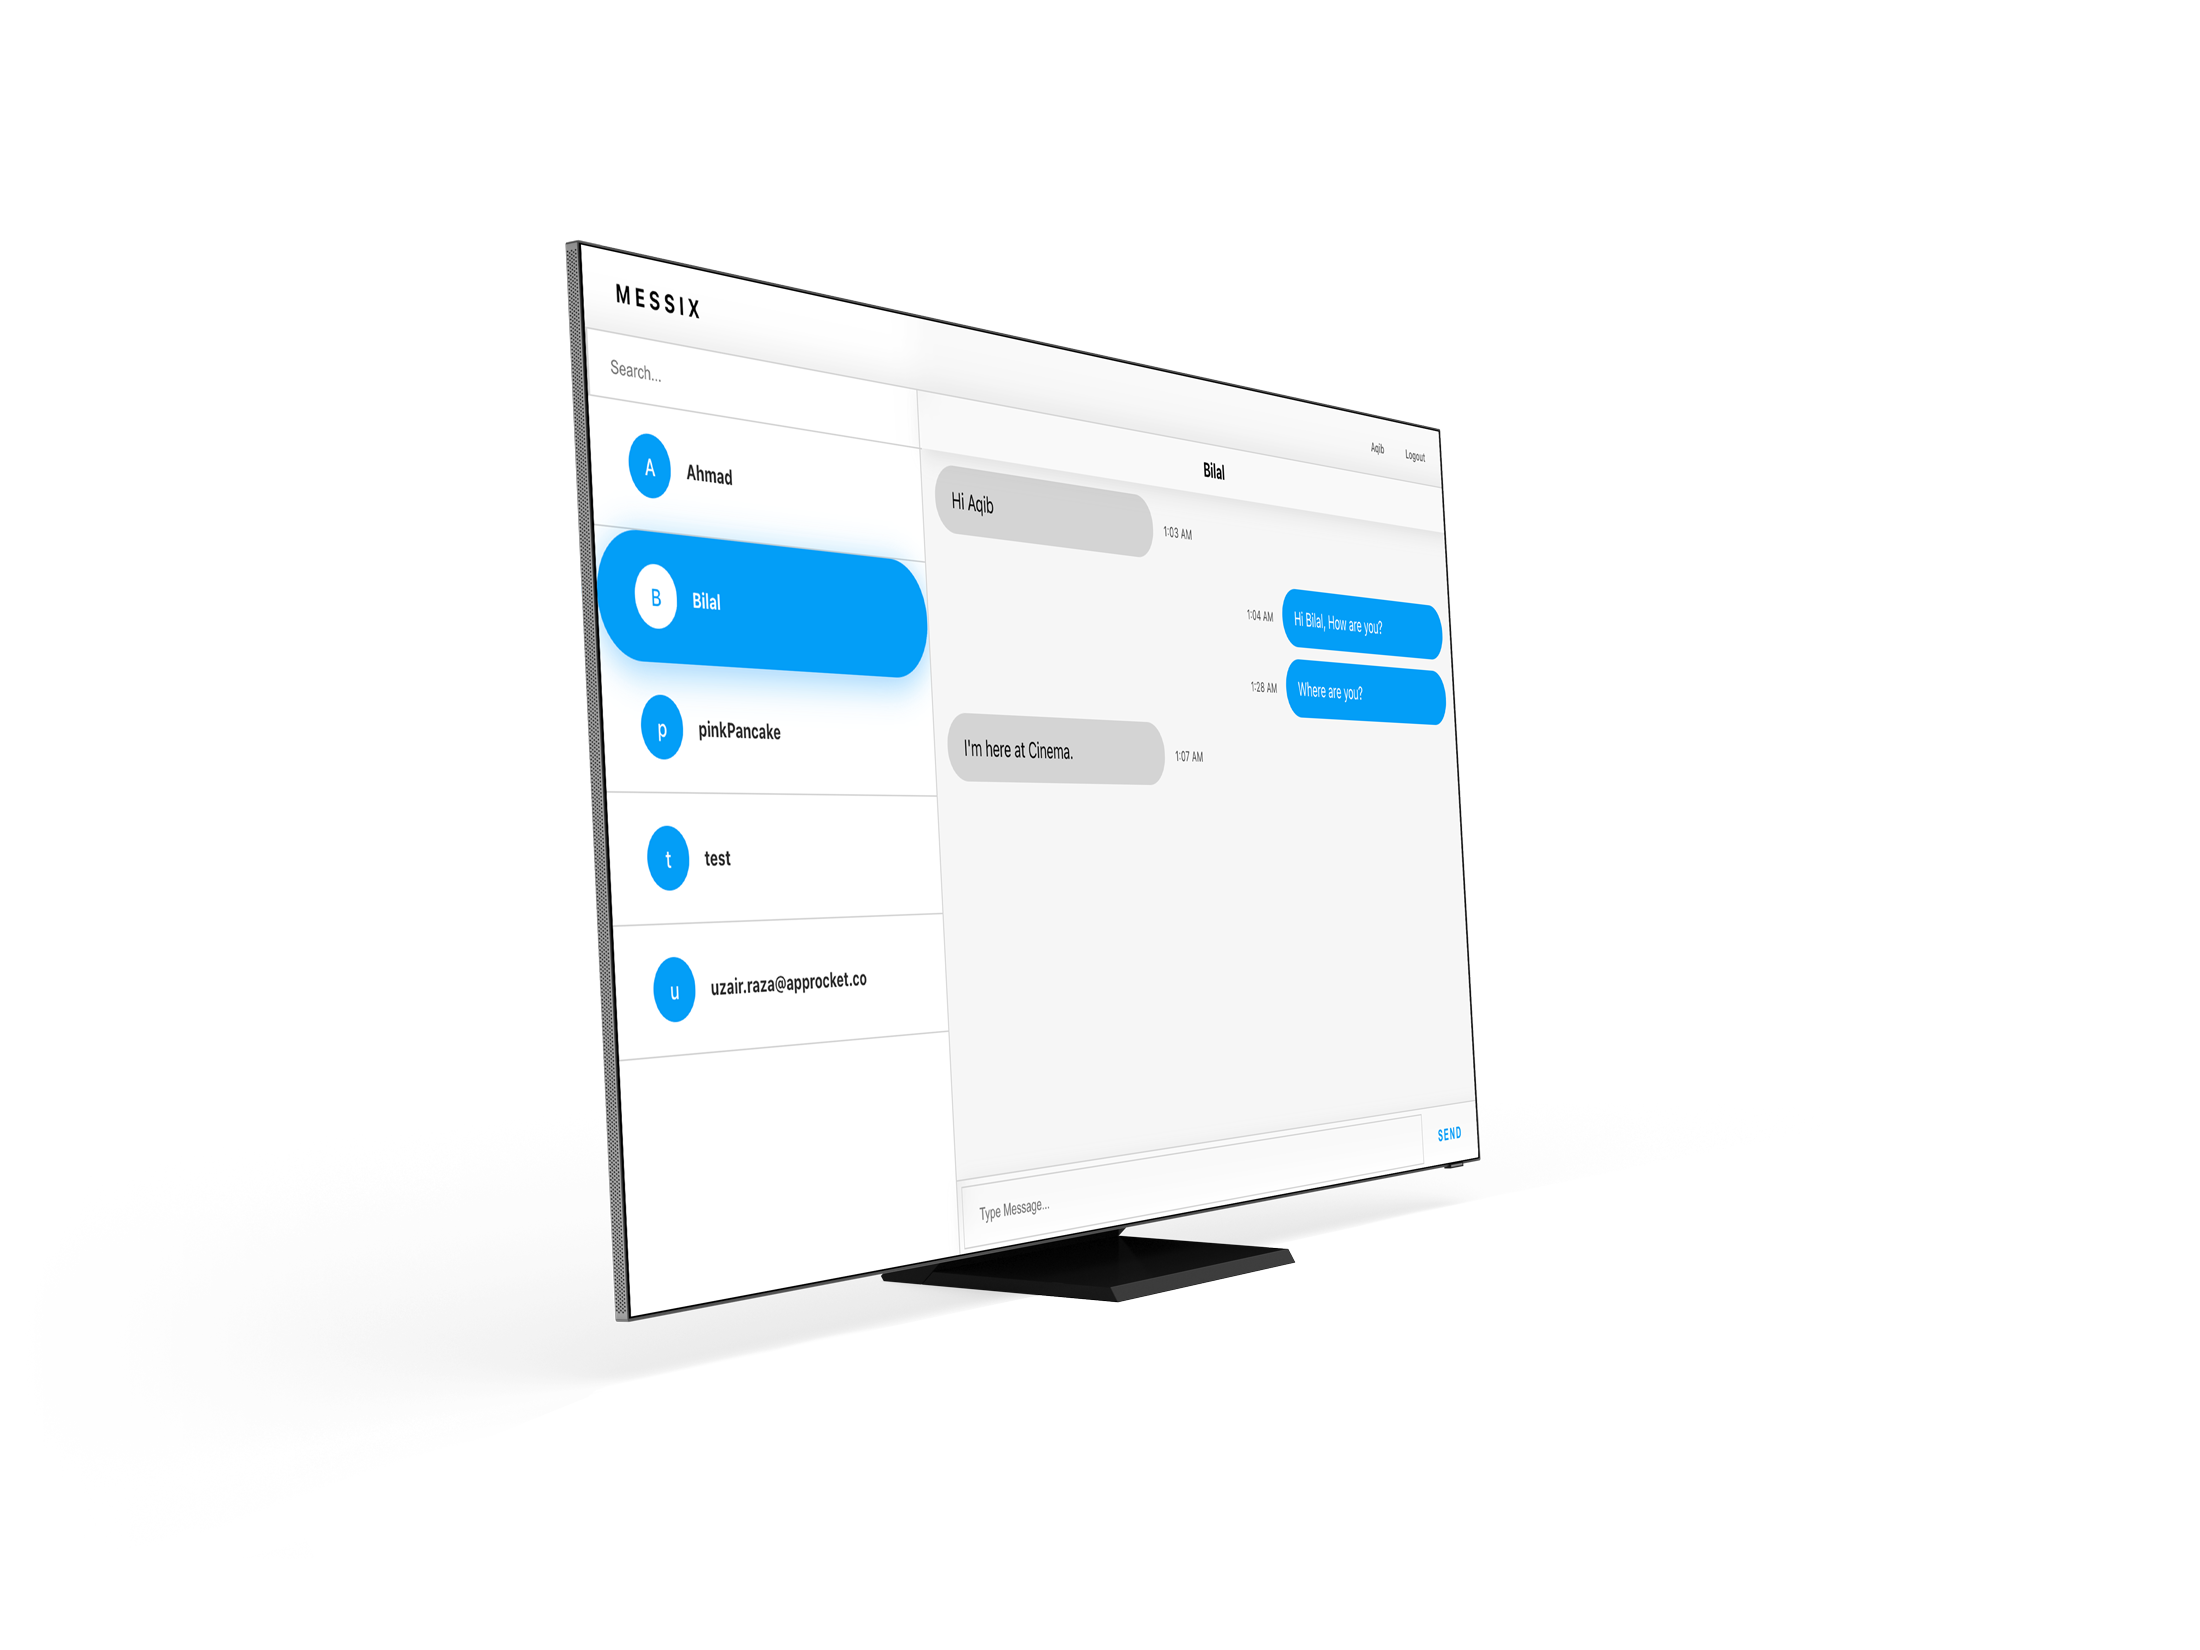 MESSIX
Aqib
Logout
Search...
A
Ahmad
B
Bilal
p
pinkPancake
t
test
u
uzair.raza@approcket.co
Bilal
Hi Aqib
1:03 AM
1:04 AM
Hi Bilal, How are you?
1:28 AM
Where are you?
I'm here at Cinema.
1:07 AM
Type Message...
SEND